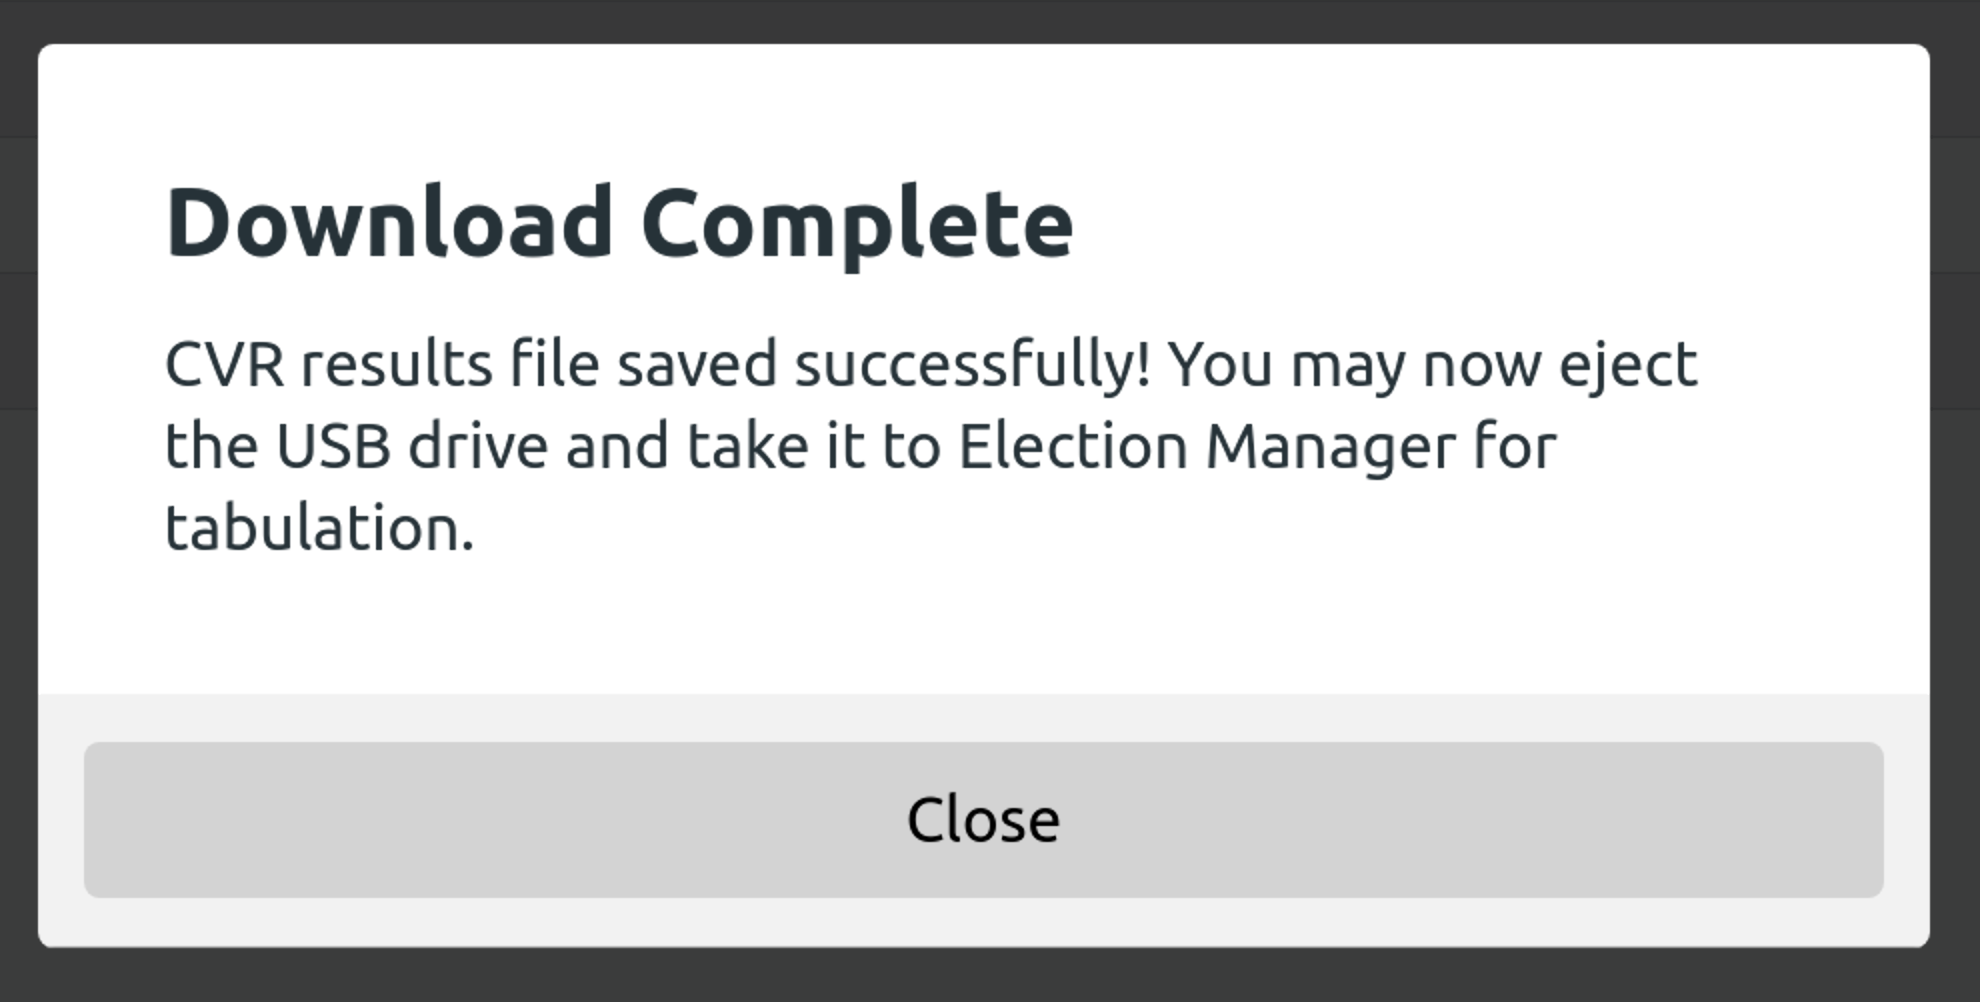 Download Complete
CVR results file saved successfully! You may now eject
the USB drive and take it to Election Manager for
tabulation.
Close